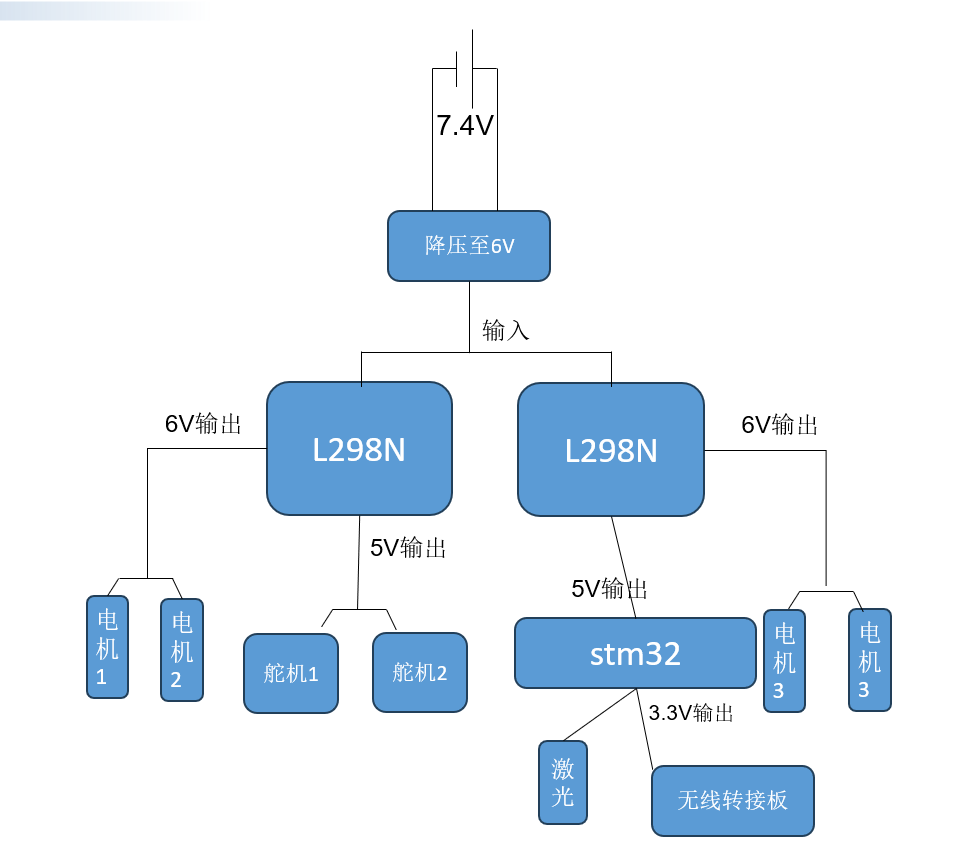 7.4V
降压至6V
输入
6V输出
L298N
L298N
6V输出
5V输出
5V输出
电
机
1
电
机
2
舵机1
舵机2
stm32
电
机
3
电
机
3
3.3V输出
激
光
无线转接板